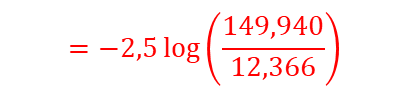 = −2,5 log (149,940 / 12,366)